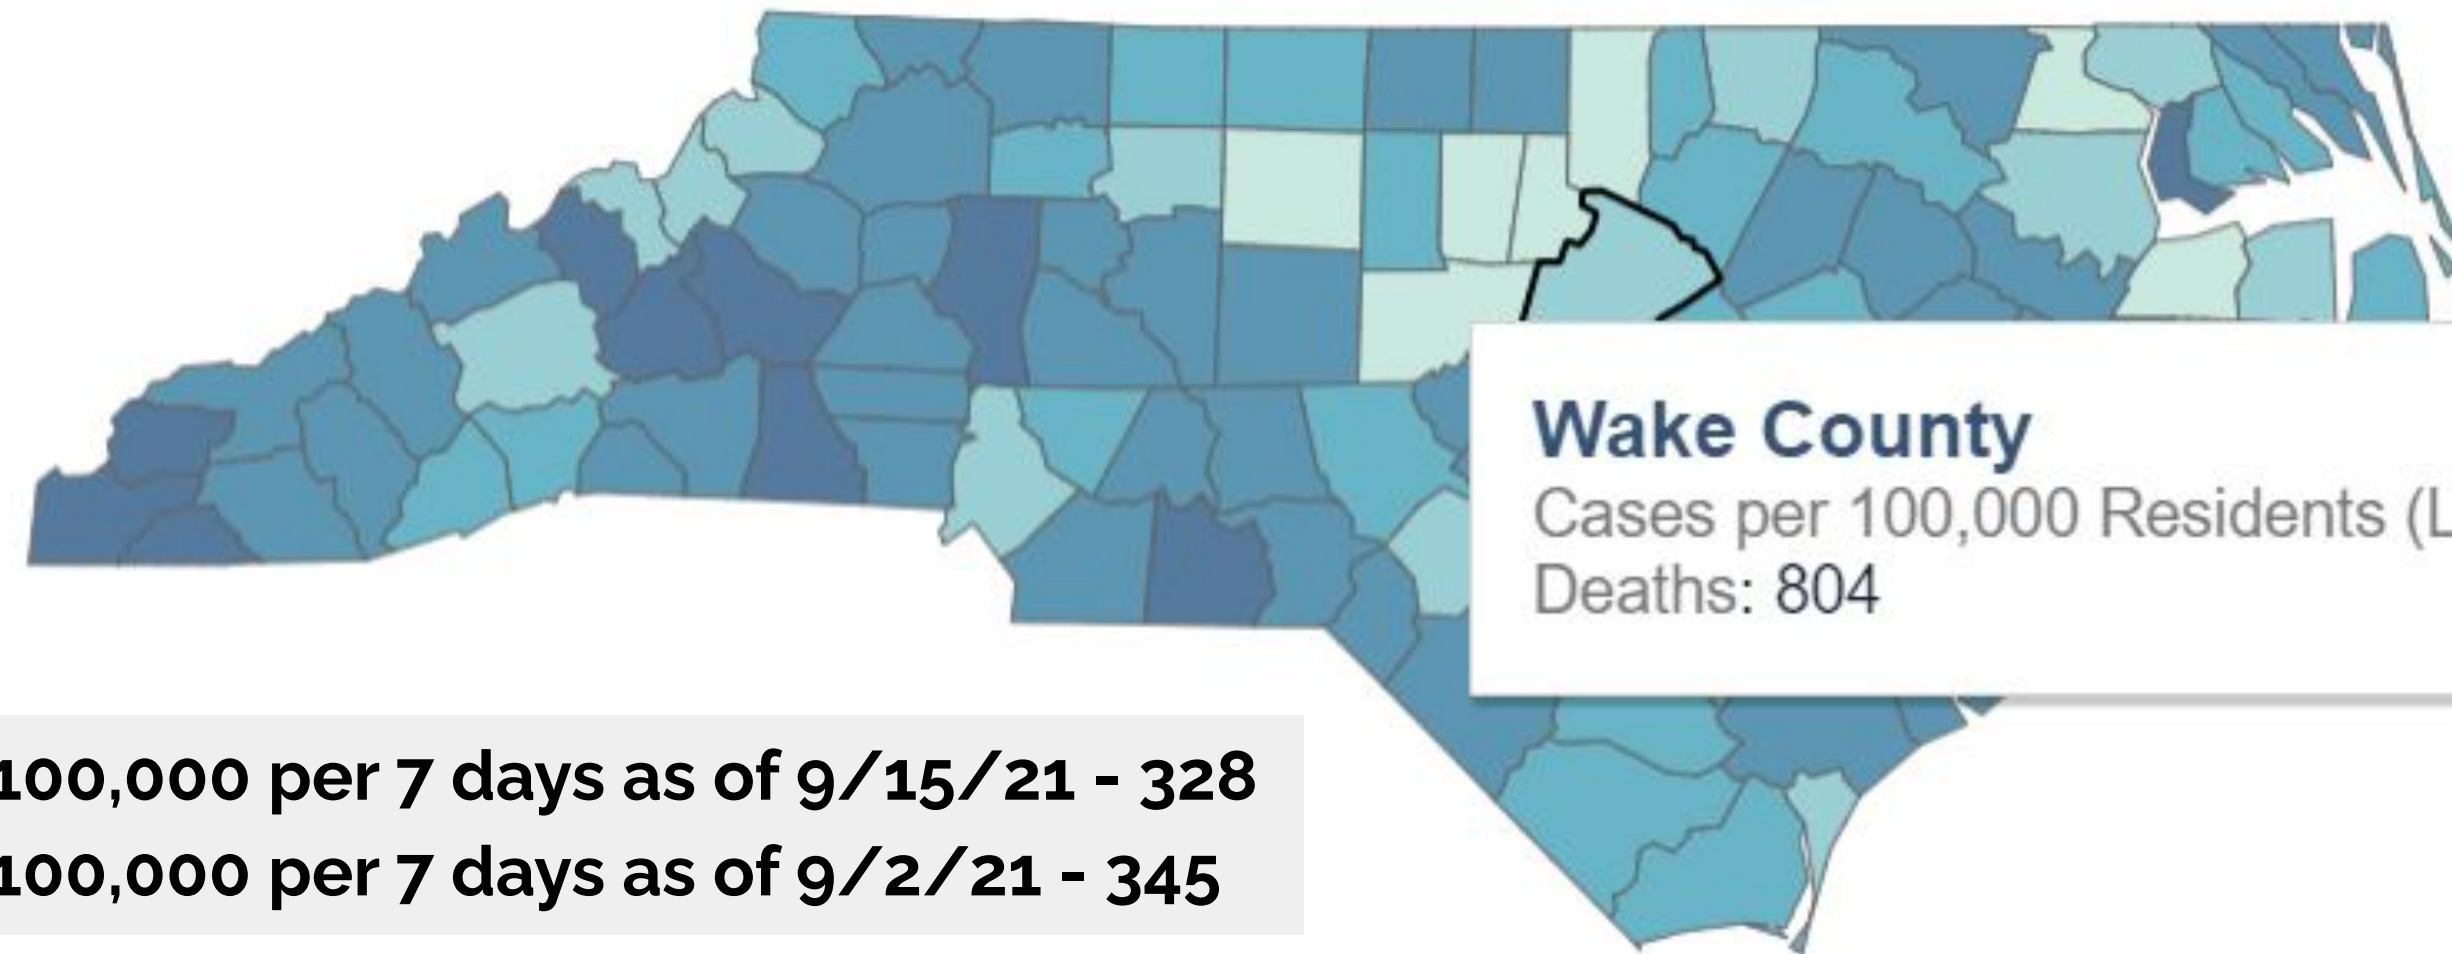 Wake County
Cases per 100,000 Residents (L
Deaths: 804
100,000 per 7 days as of 9/15/21 - 328
100,000 per 7 days as of 9/2/21 - 345